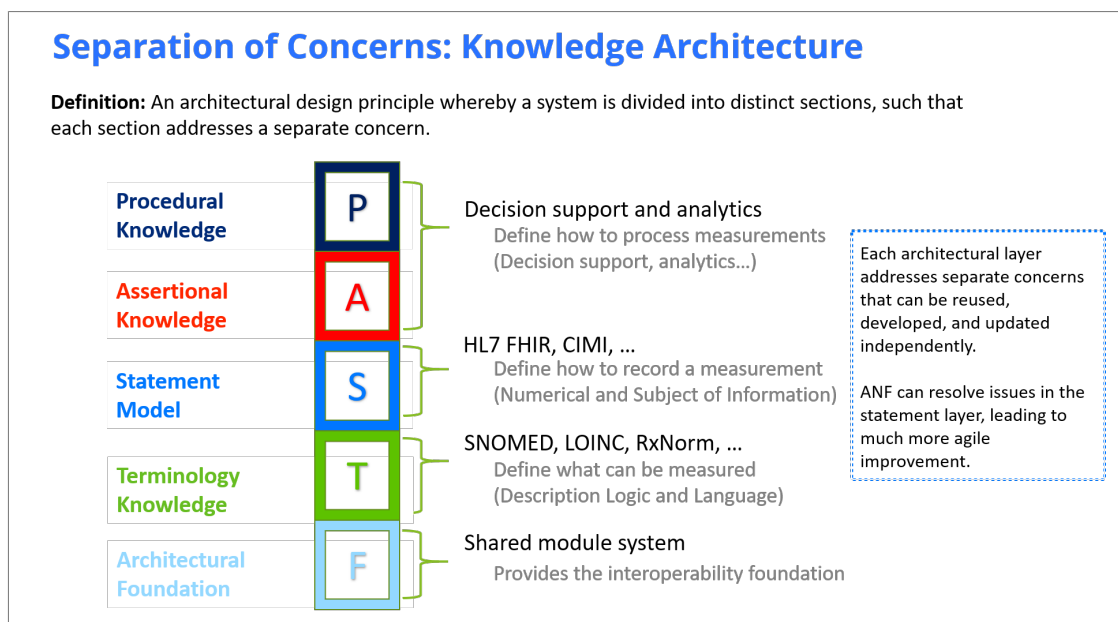 Separation of Concerns: Knowledge Architecture
Definition: An architectural design principle whereby a system is divided into distinct sections, such that
each section addresses a separate concern.
Procedural
Knowledge
P
Decision support and analytics
Define how to process measurements
(Decision support, analytics...)
Assertional
Knowledge
A
Statement
Model
S
HL7 FHIR, CIMI, ...
Define how to record a measurement
(Numerical and Subject of Information)
Terminology
Knowledge
T
SNOMED, LOINC, RxNorm, ...
Define what can be measured
(Description Logic and Language)
Architectural
Foundation
F
Shared module system
Provides the interoperability foundation
Each architectural layer
addresses separate concerns
that can be reused,
developed, and updated
independently.
ANF can resolve issues in the
statement layer, leading to
much more agile
improvement.